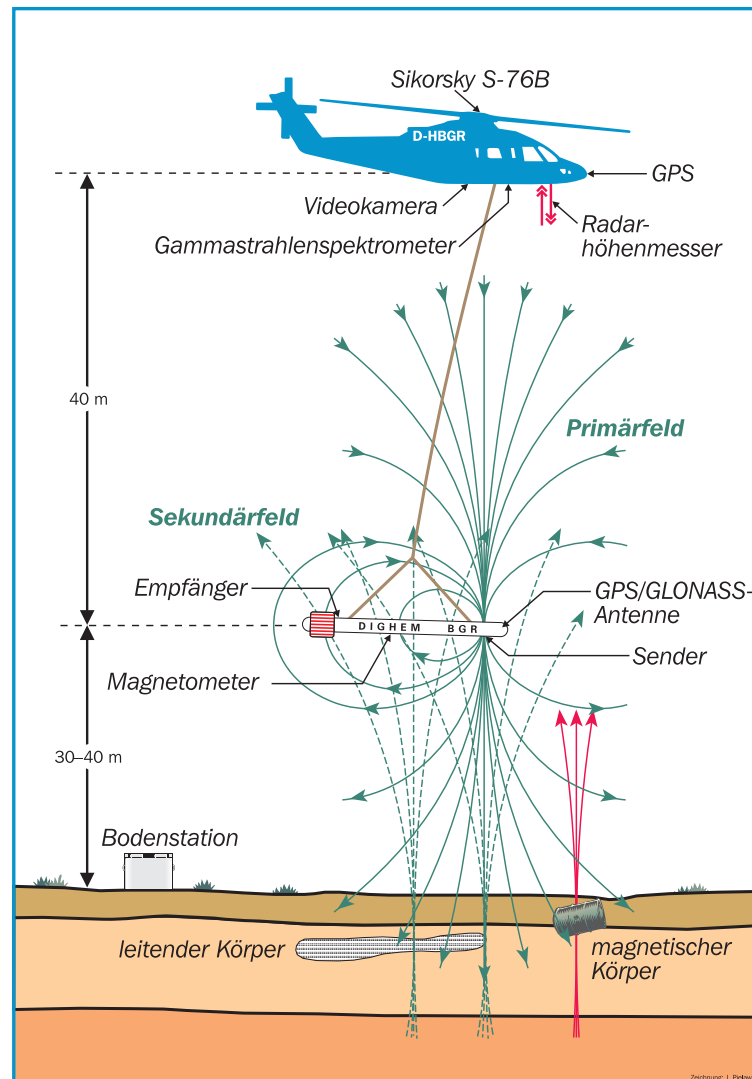 Sikorsky S-76B
D-HBGR
GPS
Videokamera
Gammastrahlenspektrometer
Radar-
höhenmesser
40 m
Primärfeld
Sekundärfeld
Empfänger
GPS/GLONASS-
Antenne
DIGHEM BGR
Sender
Magnetometer
30–40 m
Bodenstation
leitender Körper
magnetischer
Körper
Zeichnung: J.